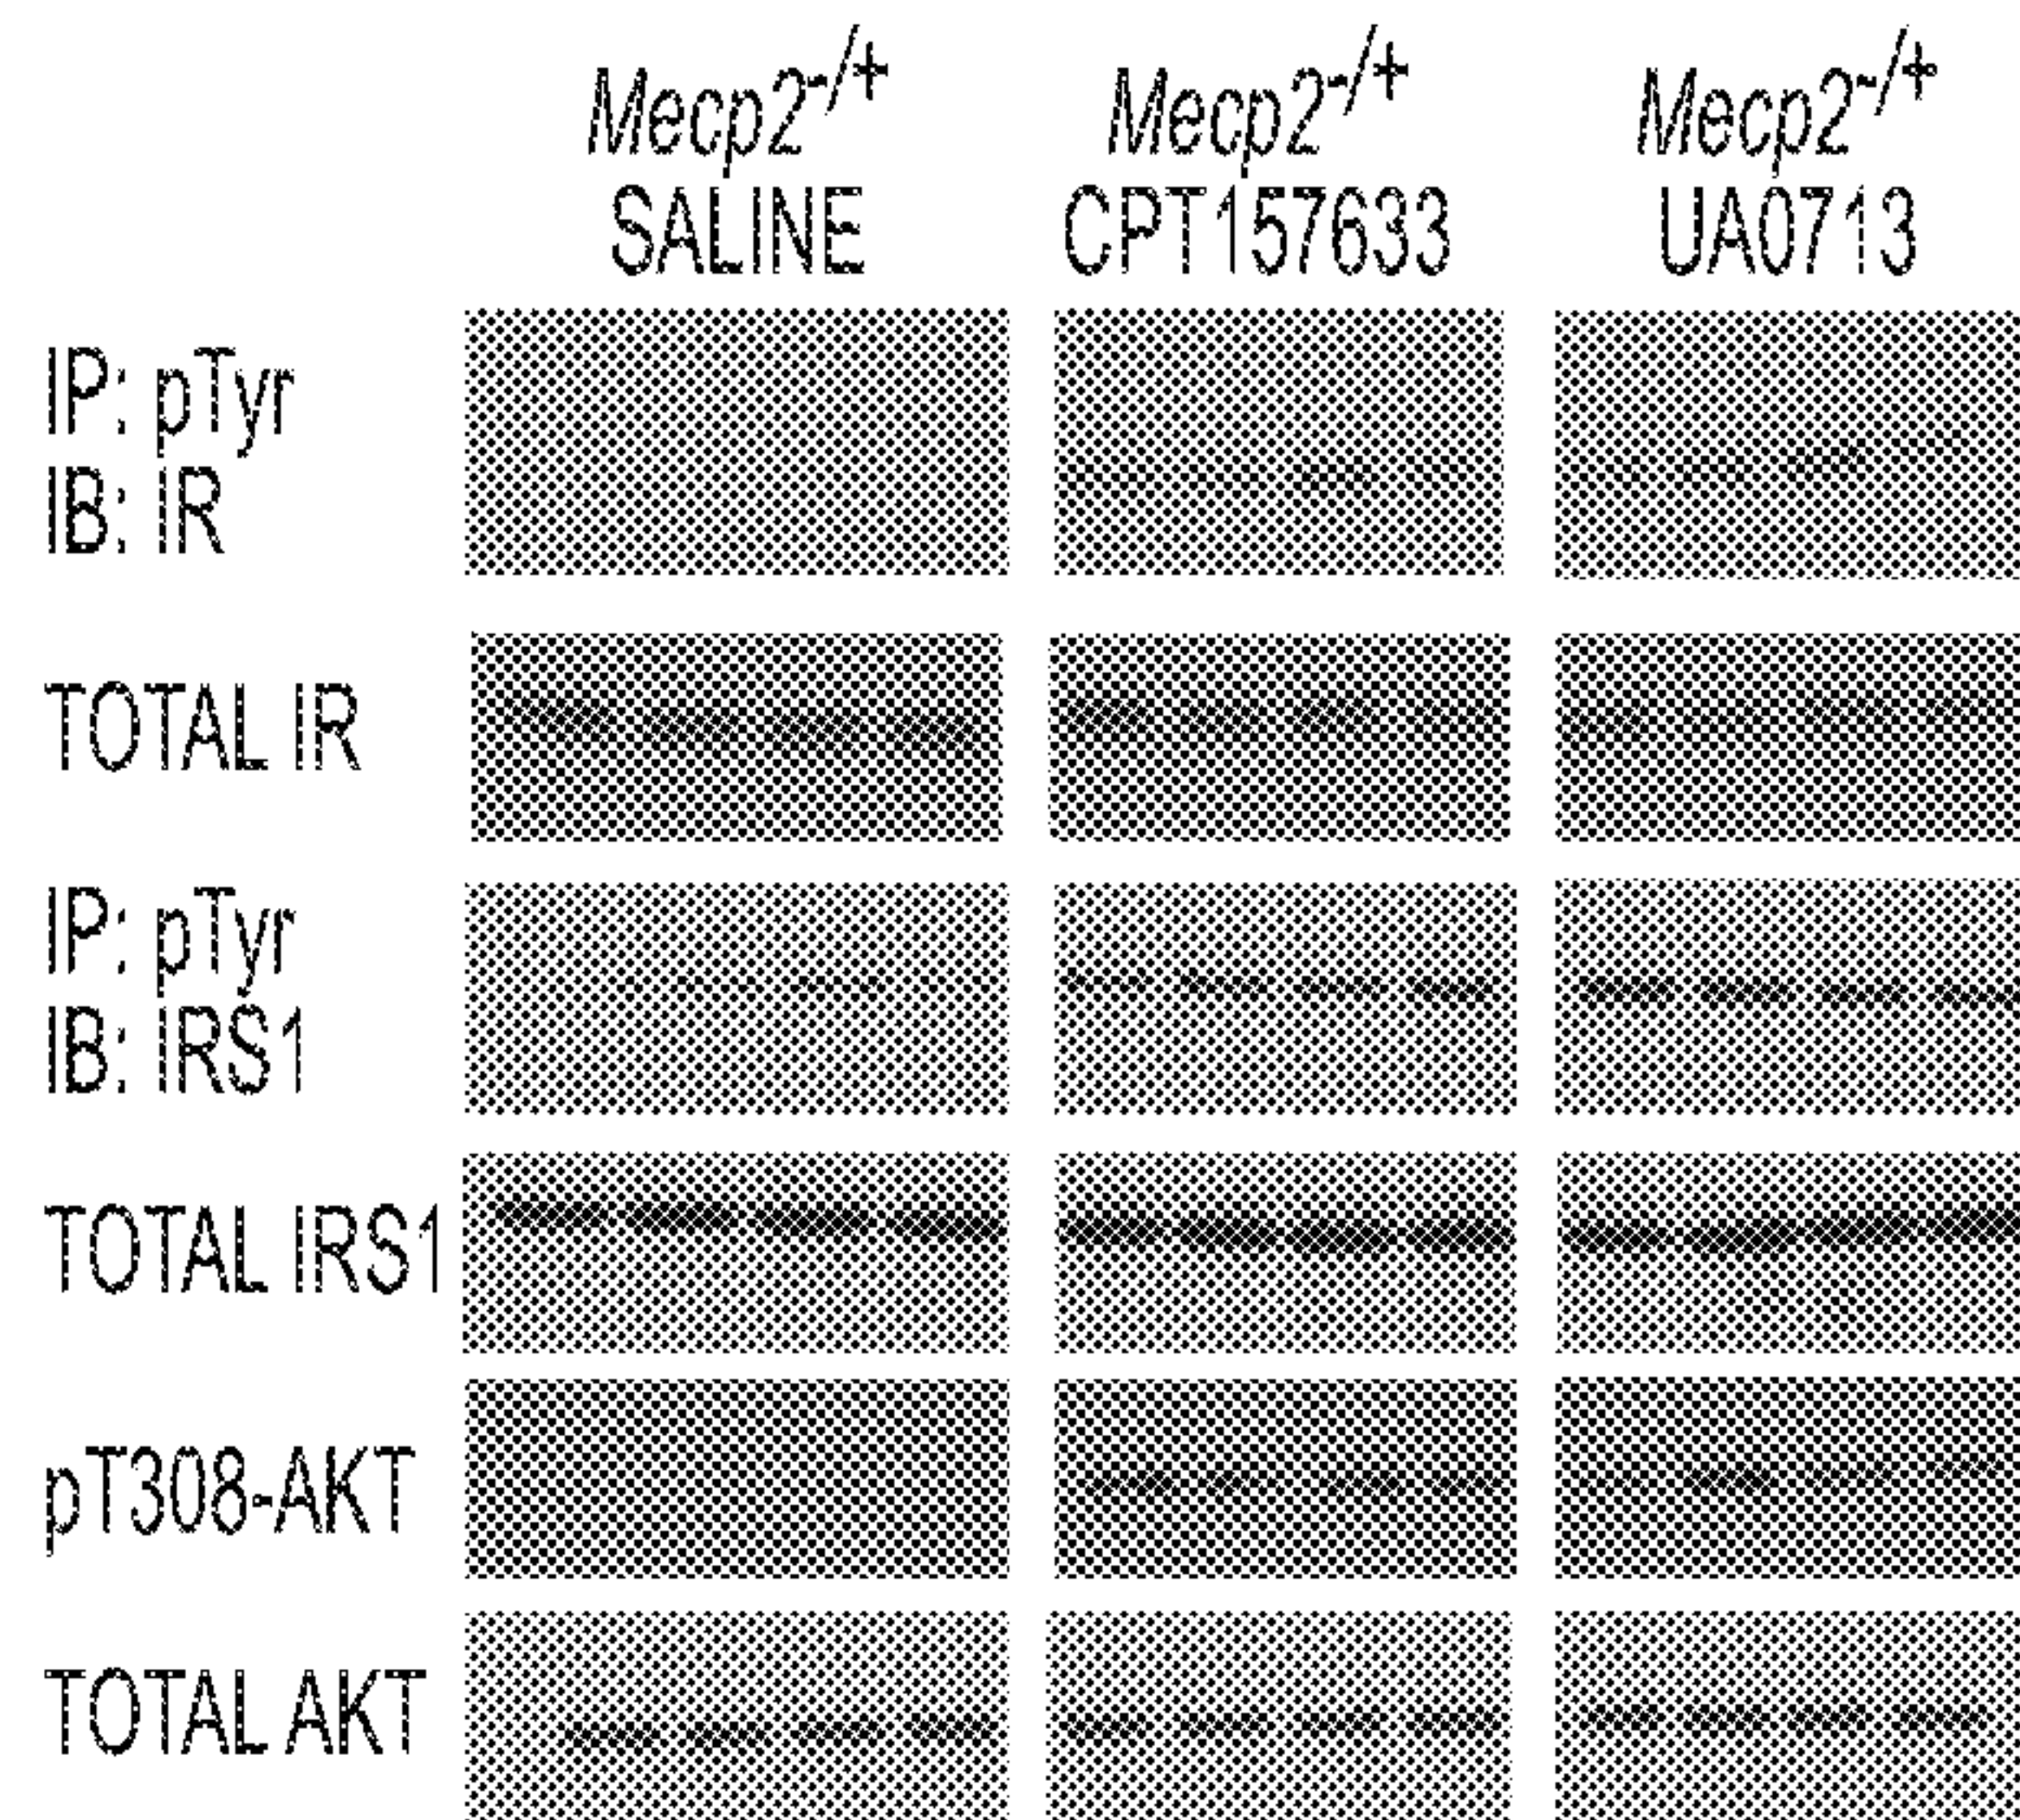 Mecp2-/+ Mecp2-/+ Mecp2-/+
SALINE CPT157633 UA0713
IP: pTyr
IB: IR
TOTAL IR
IP: pTyr
IB: IRS1
TOTAL IRS1
pT308-AKT
TOTAL AKT